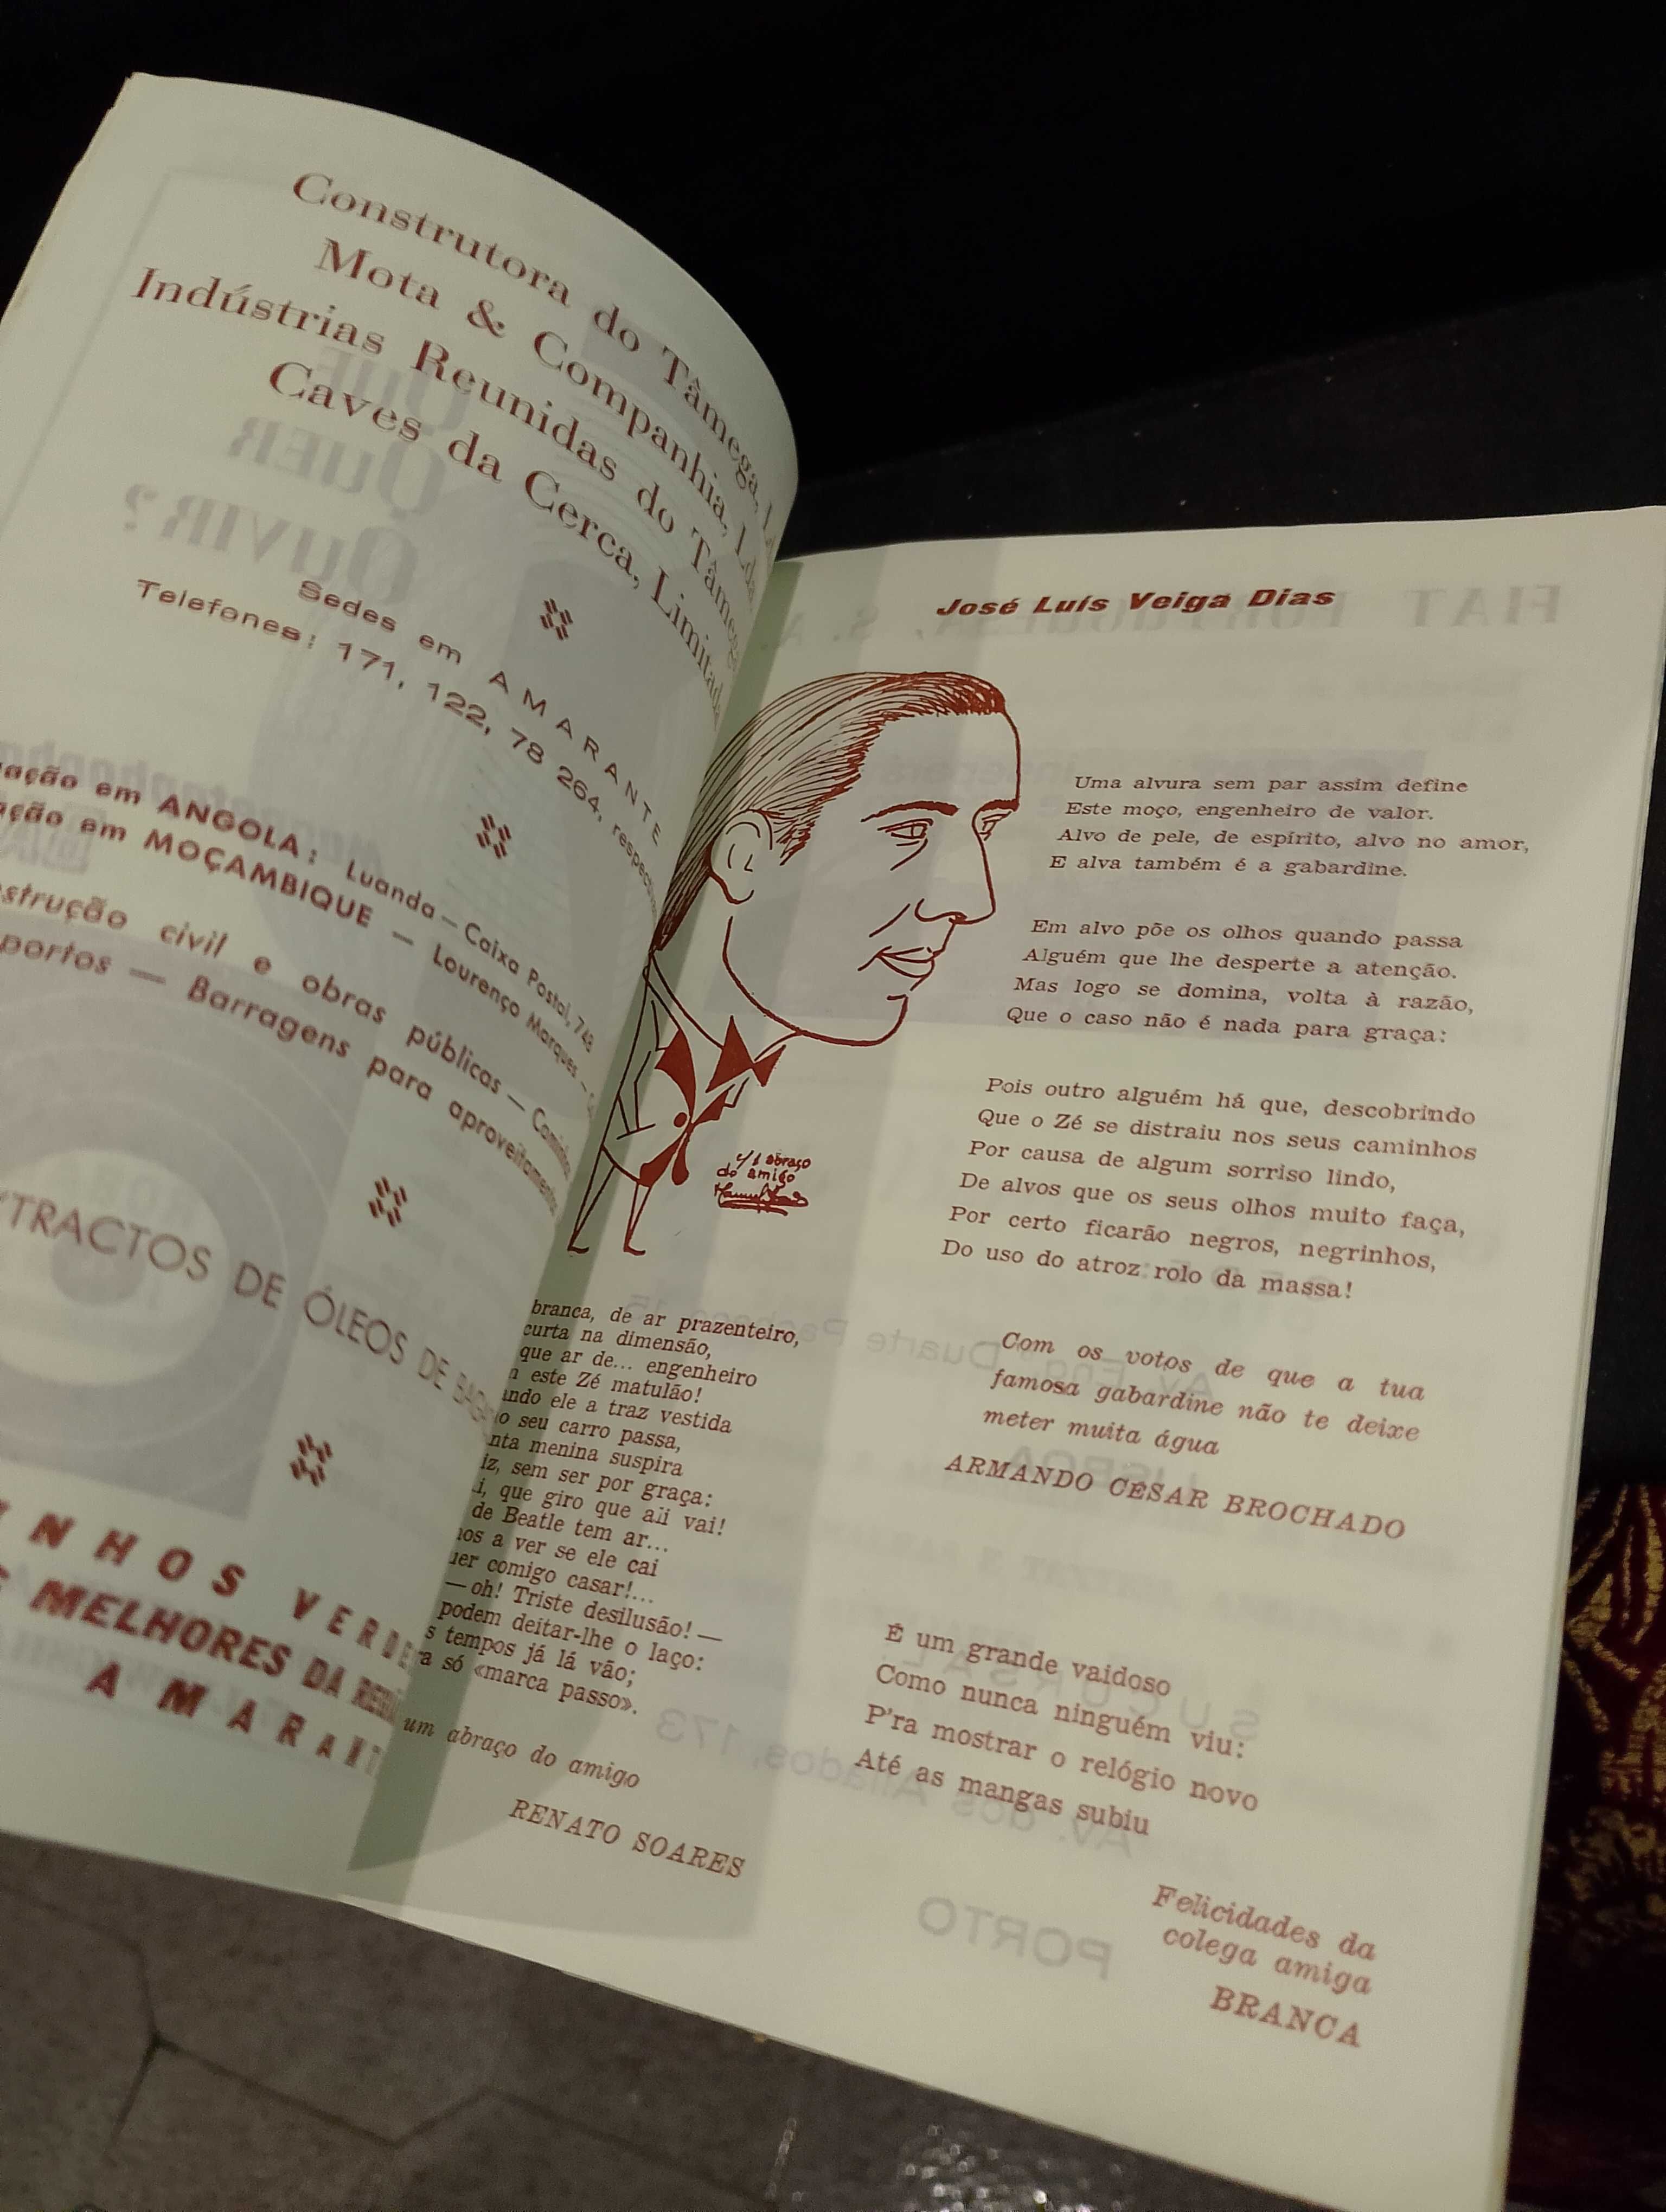 Construtora do Tâmega,
Mota & Companhia, Lda
Indústrias Reunidas do Tâmega
Caves da Cerca, Limitada
Sedes em AMARANTE
Telefones: 171, 122, 78 264,
em ANGOLA: Luanda — Caixa Postal, 748
em MOÇAMBIQUE — Lourenço Marques —
civil e obras públicas —
— Barragens para aproveitamento
DE ÓLEOS DE
MELHORES DA
José Luís Veiga Dias
Uma alvura sem par assim define
Este moço, engenheiro de valor.
Alvo de pele, de espírito, alvo no amor,
E alva também é a gabardine.
Em alvo põe os olhos quando passa
Alguém que lhe desperte a atenção.
Mas logo se domina, volta à razão,
Que o caso não é nada para graça:
Pois outro alguém há que, descobrindo
Que o Zé se distraiu nos seus caminhos
Por causa de algum sorriso lindo,
De alvos que os seus olhos muito faça,
Por certo ficarão negros, negrinhos,
Do uso do atroz rolo da massa!
Com os votos de que a tua
famosa gabardine não te deixe
meter muita água
ARMANDO CÉSAR BROCHADO
abraço
do amigo
branca, de ar prazenteiro,
curta na dimensão,
que ar de... engenheiro
este Zé matulão!
ele a traz vestida
o seu carro passa,
menina suspira
sem ser por graça:
que giro que ali vai!
de Beatle tem ar...
a ver se ele cai
comigo casar!...
— oh! Triste desilusão! —
podem deitar-lhe o laço:
tempos já lá vão;
só «marca passo».
um abraço do amigo
RENATO SOARES
É um grande vaidoso
Como nunca ninguém viu:
P'ra mostrar o relógio novo
Até as mangas subiu
Felicidades da
colega amiga
BRANCA